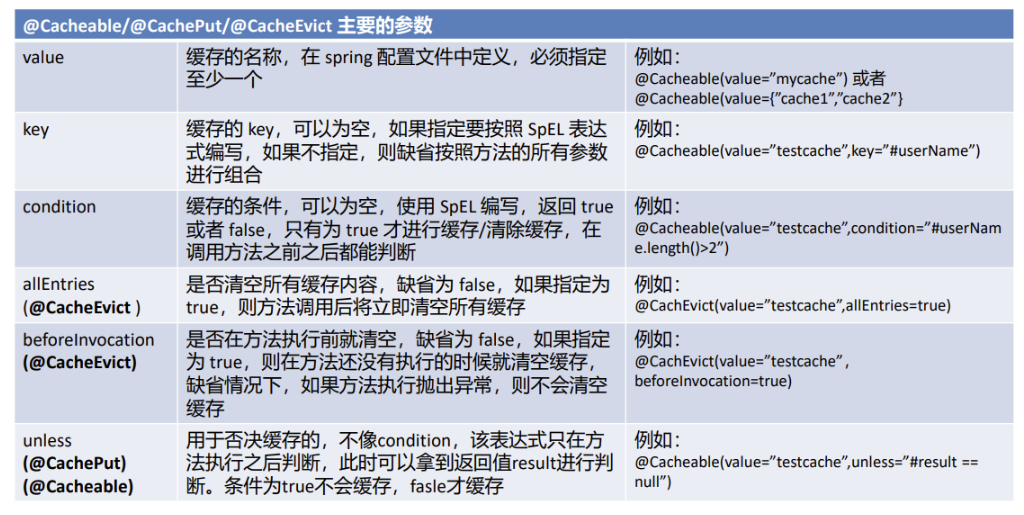 @Cacheable/@CachePut/@CacheEvict 主要的参数
value
缓存的名称，在 spring 配置文件中定义，必须指定
至少一个
例如：
@Cacheable(value=”mycache”) 或者
@Cacheable(value={”cache1”,”cache2”}
key
缓存的 key，可以为空，如果指定要按照 SpEL 表达
式编写，如果不指定，则缺省按照方法的所有参数
进行组合
例如：
@Cacheable(value=”testcache”,key=”#userName”)
condition
缓存的条件，可以为空，使用 SpEL 编写，返回 true
或者 false，只有为 true 才进行缓存/清除缓存，在
调用方法之前之后都能判断
例如：
@Cacheable(value=”testcache”,condition=”#userNam
e.length()>2”)
allEntries
(@CacheEvict )
是否清空所有缓存内容，缺省为 false，如果指定为
true，则方法调用后将立即清空所有缓存
例如：
@CachEvict(value=”testcache”,allEntries=true)
beforeInvocation
(@CacheEvict)
是否在方法执行前就清空，缺省为 false，如果指定
为 true，则在方法还没有执行的时候就清空缓存，
缺省情况下，如果方法执行抛出异常，则不会清空
缓存
例如：
@CachEvict(value=”testcache”，
beforeInvocation=true)
unless
(@CachePut)
(@Cacheable)
用于否决缓存的，不像condition，该表达式只在方
法执行之后判断，此时可以拿到返回值result进行判
断。条件为true不会缓存，fasle才缓存
例如：
@Cacheable(value=”testcache”,unless=”#result ==
null”)